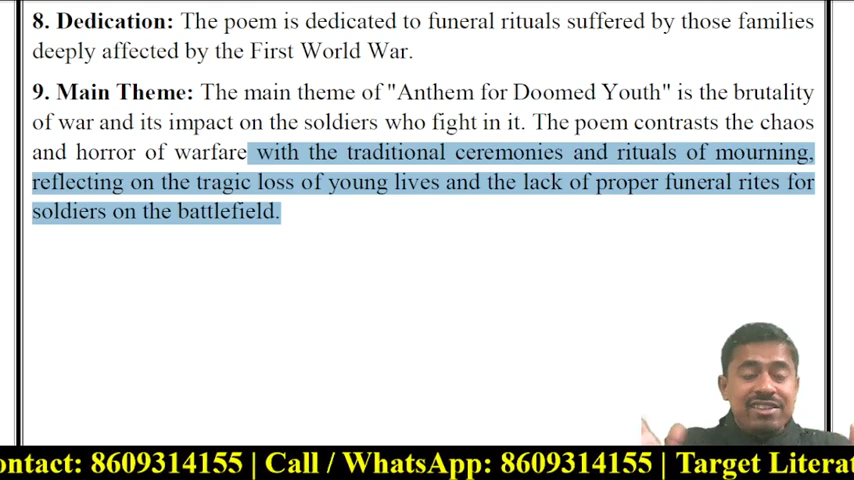 8. Dedication: The poem is dedicated to funeral rituals suffered by those families
deeply affected by the First World War.
9. Main Theme: The main theme of "Anthem for Doomed Youth" is the brutality
of war and its impact on the soldiers who fight in it. The poem contrasts the chaos
and horror of warfare with the traditional ceremonies and rituals of mourning,
reflecting on the tragic loss of young lives and the lack of proper funeral rites for
soldiers on the battlefield.
ontact: 8609314155 | Call / WhatsApp: 8609314155 | Target Literat